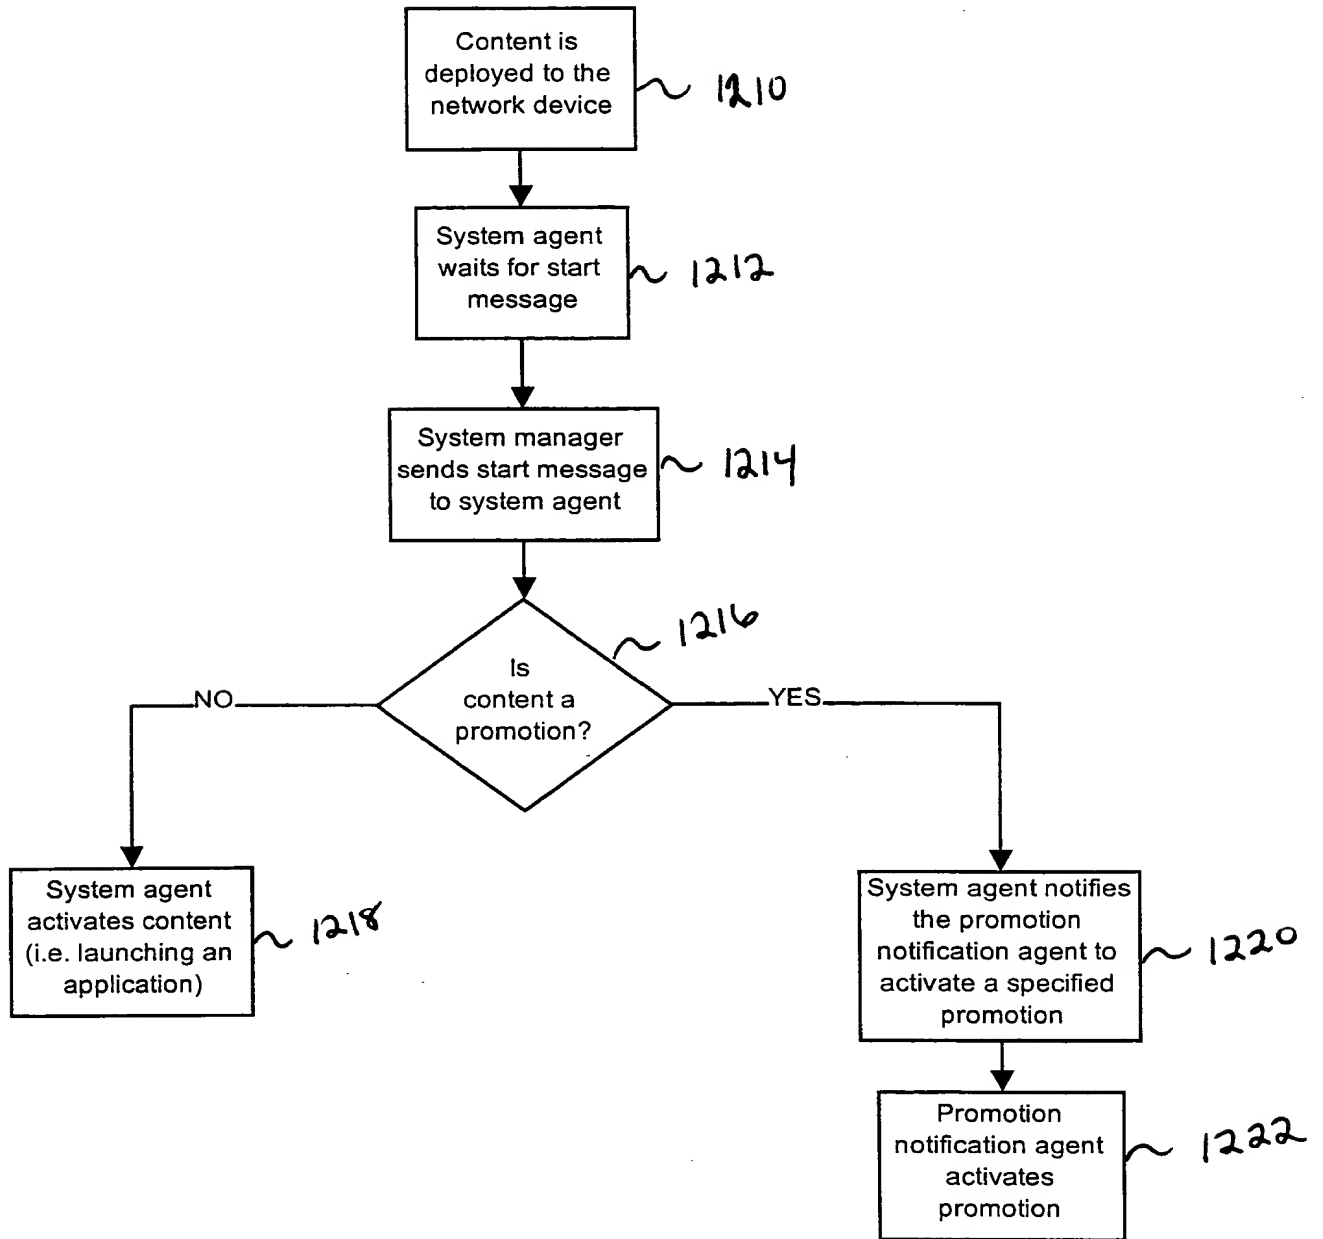 Content is
deployed to the
network device
1210
System agent
waits for start
message
1212
System manager
sends start message
to system agent
1214
Is
content a
promotion?
1216
NO
YES
System agent
activates content
(i.e. launching an
application)
1218
System agent notifies
the promotion
notification agent to
activate a specified
promotion
1220
Promotion
notification agent
activates
promotion
1222